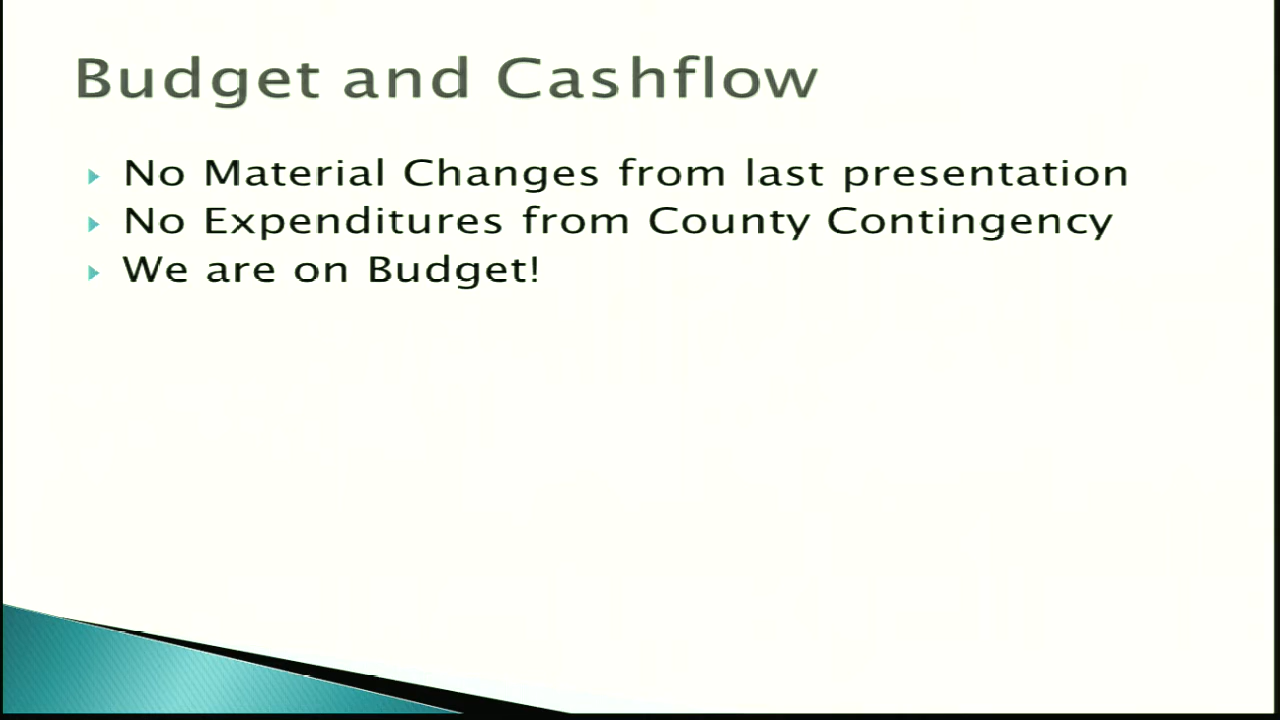 Budget and Cashflow
No Material Changes from last presentation
No Expenditures from County Contingency
We are on Budget!